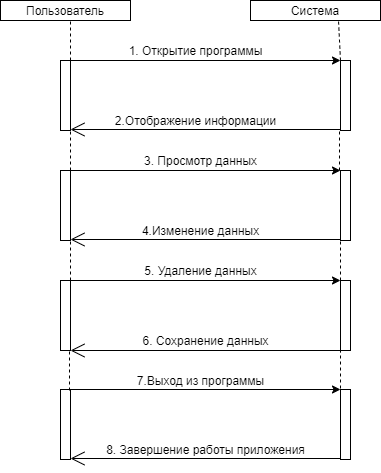 Пользователь Система
1. Открытие программы
2.Отображение информации
3. Просмотр данных
4.Изменение данных
5. Удаление данных
6. Сохранение данных
7.Выход из программы
8. Завершение работы приложения